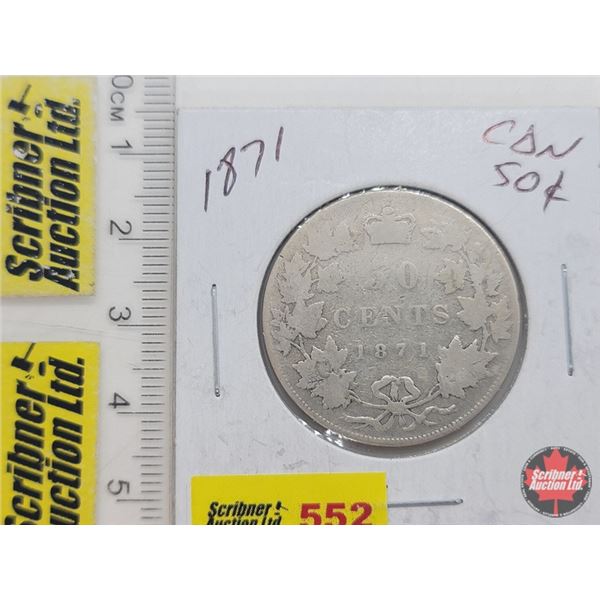 Scribner
Auction Ltd.
Scribner
Auction Ltd.
0CM 1 2 3 4 5
1871
CDN
50¢
50
CENTS
1871
Scribner
Auction Ltd.
552
Scribner
Auction Ltd.